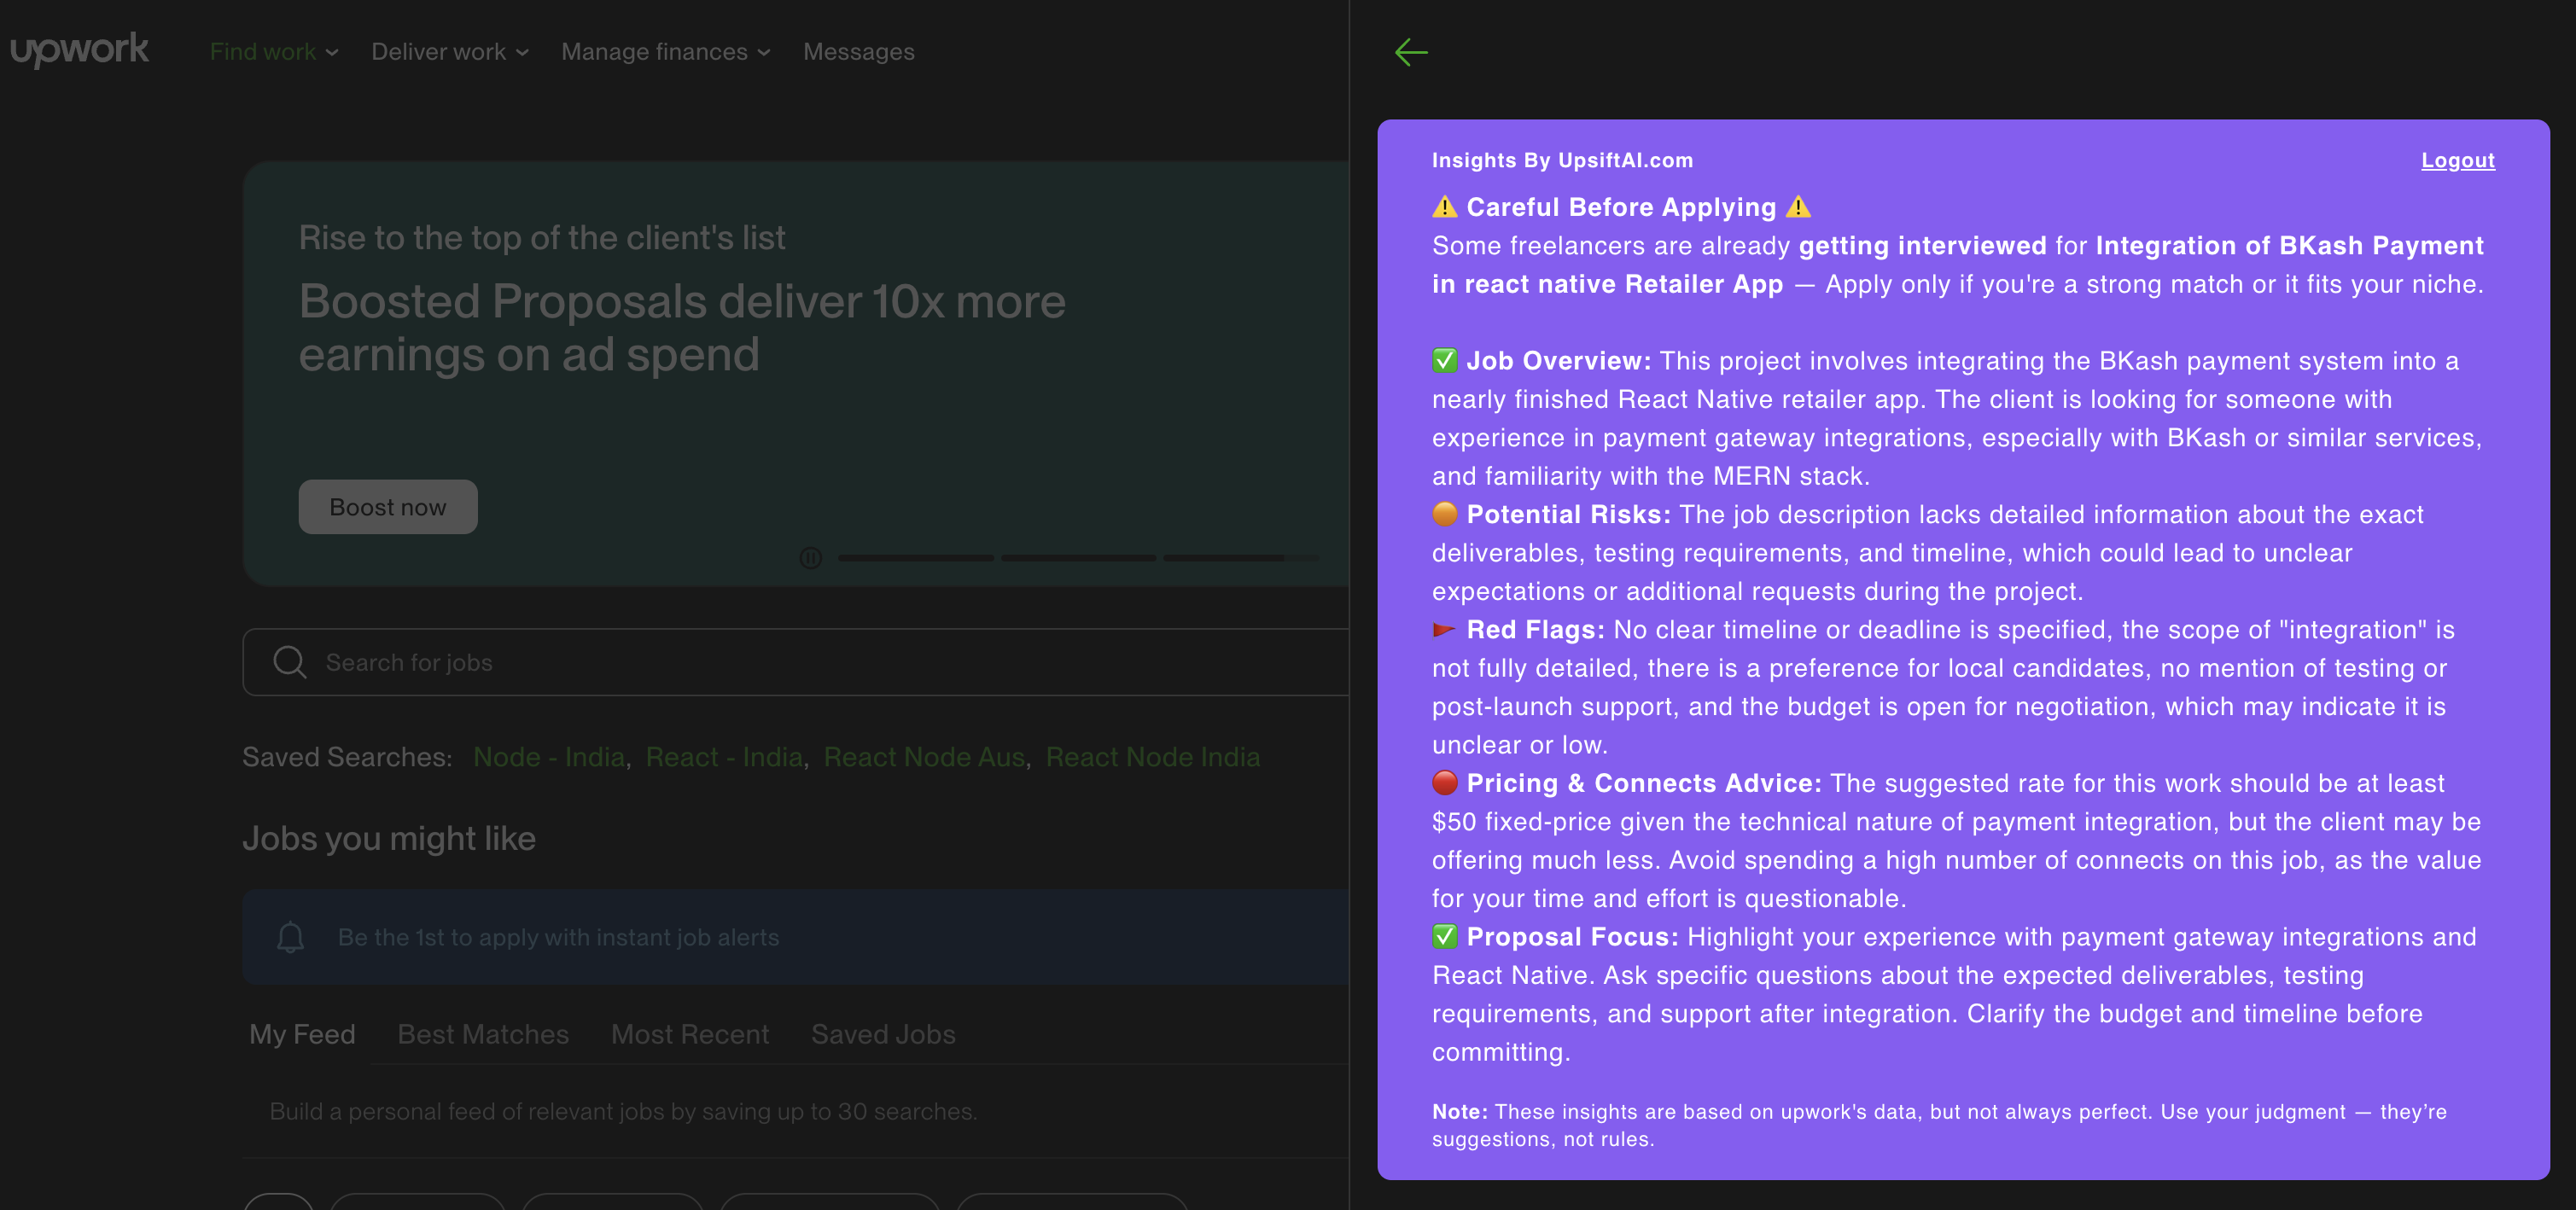 upwork
Find work
Deliver work
Manage finances
Messages
Rise to the top of the client's list
Boosted Proposals deliver 10x more
earnings on ad spend
Boost now
Search for jobs
Saved Searches: Node - India, React - India, React Node Aus, React Node India
Jobs you might like
Be the 1st to apply with instant job alerts
My Feed
Best Matches
Most Recent
Saved Jobs
Build a personal feed of relevant jobs by saving up to 30 searches.
Insights By UpsiftAI.com
Logout
⚠️ Careful Before Applying ⚠️
Some freelancers are already getting interviewed for Integration of BKash Payment
in react native Retailer App — Apply only if you're a strong match or it fits your niche.
✅ Job Overview: This project involves integrating the BKash payment system into a
nearly finished React Native retailer app. The client is looking for someone with
experience in payment gateway integrations, especially with BKash or similar services,
and familiarity with the MERN stack.
🟠 Potential Risks: The job description lacks detailed information about the exact
deliverables, testing requirements, and timeline, which could lead to unclear
expectations or additional requests during the project.
🚩 Red Flags: No clear timeline or deadline is specified, the scope of "integration" is
not fully detailed, there is a preference for local candidates, no mention of testing or
post-launch support, and the budget is open for negotiation, which may indicate it is
unclear or low.
🔴 Pricing & Connects Advice: The suggested rate for this work should be at least
$50 fixed-price given the technical nature of payment integration, but the client may be
offering much less. Avoid spending a high number of connects on this job, as the value
for your time and effort is questionable.
✅ Proposal Focus: Highlight your experience with payment gateway integrations and
React Native. Ask specific questions about the expected deliverables, testing
requirements, and support after integration. Clarify the budget and timeline before
committing.
Note: These insights are based on upwork's data, but not always perfect. Use your judgment — they’re
suggestions, not rules.